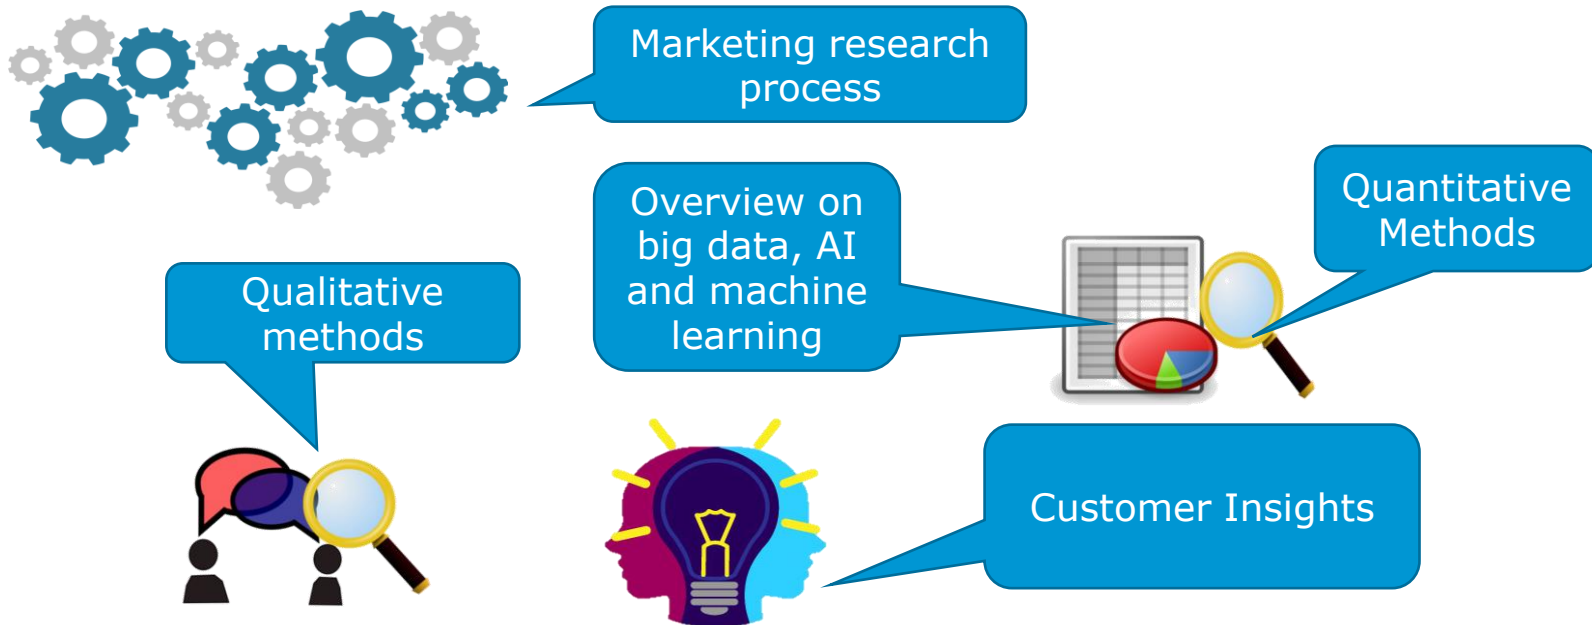 Marketing research
process
Overview on
big data, AI
and machine
learning
Quantitative
Methods
Qualitative
methods
Customer Insights